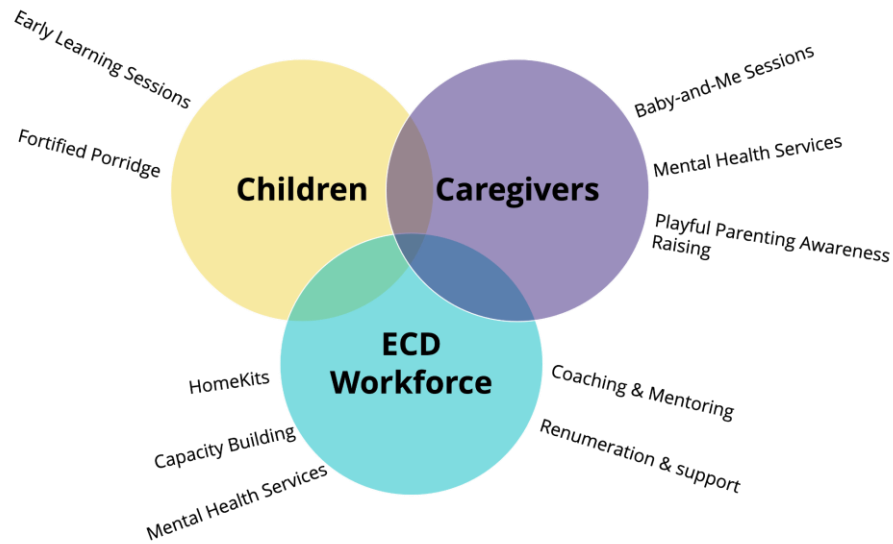 Early Learning Sessions
Fortified Porridge
Children
Caregivers
Baby-and-Me Sessions
Mental Health Services
Playful Parenting Awareness
Raising
ECD
Workforce
HomeKits
Capacity Building
Mental Health Services
Coaching & Mentoring
Renumeration & support